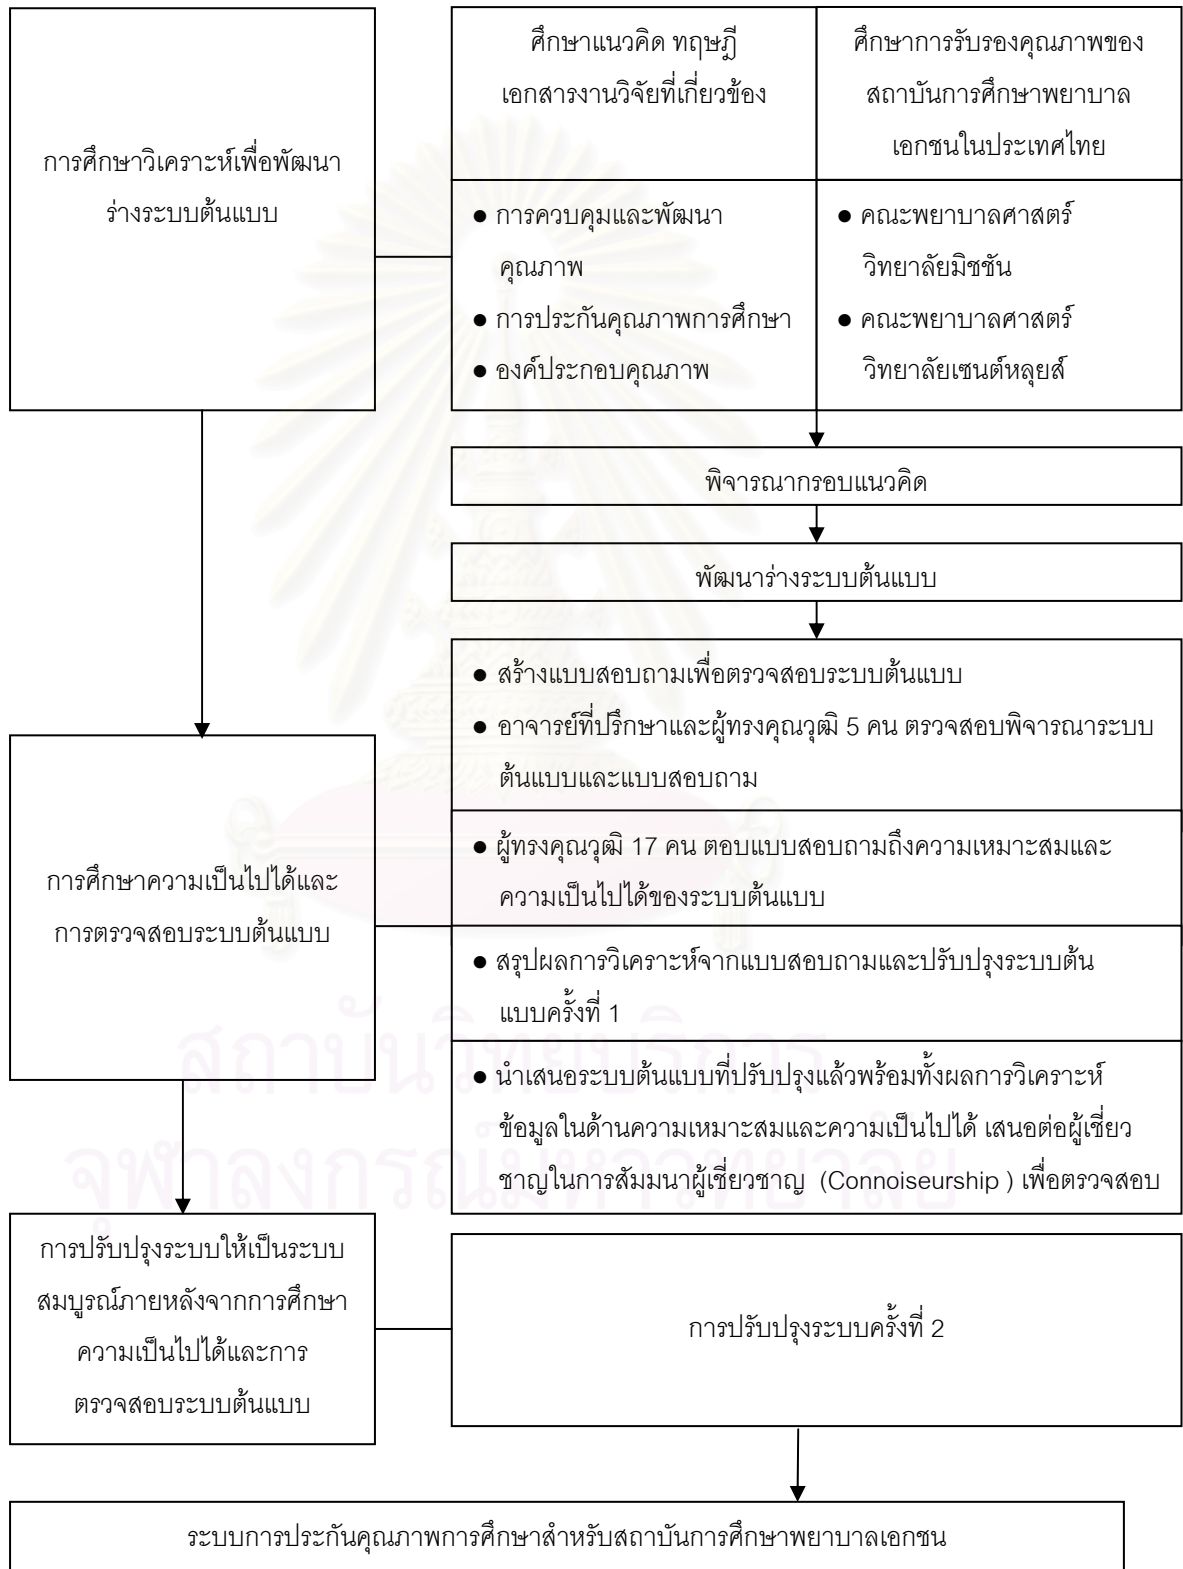 การศึกษาวิเคราะห์เพื่อพัฒนา
ร่างระบบต้นแบบ
ศึกษาแนวคิด ทฤษฎี
เอกสารงานวิจัยที่เกี่ยวข้อง
ศึกษาการรับรองคุณภาพของ
สถาบันการศึกษาพยาบาล
เอกชนในประเทศไทย
● การควบคุมและพัฒนา
คุณภาพ
● การประกันคุณภาพการศึกษา
● องค์ประกอบคุณภาพ
● คณะพยาบาลศาสตร์
วิทยาลัยมิชชัน
● คณะพยาบาลศาสตร์
วิทยาลัยเซนต์หลุยส์
พิจารณากรอบแนวคิด
พัฒนาร่างระบบต้นแบบ
การศึกษาความเป็นไปได้และ
การตรวจสอบระบบต้นแบบ
● สร้างแบบสอบถามเพื่อตรวจสอบระบบต้นแบบ
● อาจารย์ที่ปรึกษาและผู้ทรงคุณวุฒิ 5 คน ตรวจสอบพิจารณาระบบ
ต้นแบบและแบบสอบถาม
● ผู้ทรงคุณวุฒิ 17 คน ตอบแบบสอบถามถึงความเหมาะสมและ
ความเป็นไปได้ของระบบต้นแบบ
● สรุปผลการวิเคราะห์จากแบบสอบถามและปรับปรุงระบบต้น
แบบครั้งที่ 1
● นำเสนอระบบต้นแบบที่ปรับปรุงแล้วพร้อมทั้งผลการวิเคราะห์
ข้อมูลในด้านความเหมาะสมและความเป็นไปได้ เสนอต่อผู้เชี่ยว
ชาญในการสัมมนาผู้เชี่ยวชาญ (Connoiseurship ) เพื่อตรวจสอบ
สถาบันวิทยบริการ
จุฬาลงกรณ์มหาวิทยาลัย
การปรับปรุงระบบให้เป็นระบบ
สมบูรณ์ภายหลังจากการศึกษา
ความเป็นไปได้และการ
ตรวจสอบระบบต้นแบบ
การปรับปรุงระบบครั้งที่ 2
ระบบการประกันคุณภาพการศึกษาสำหรับสถาบันการศึกษาพยาบาลเอกชน